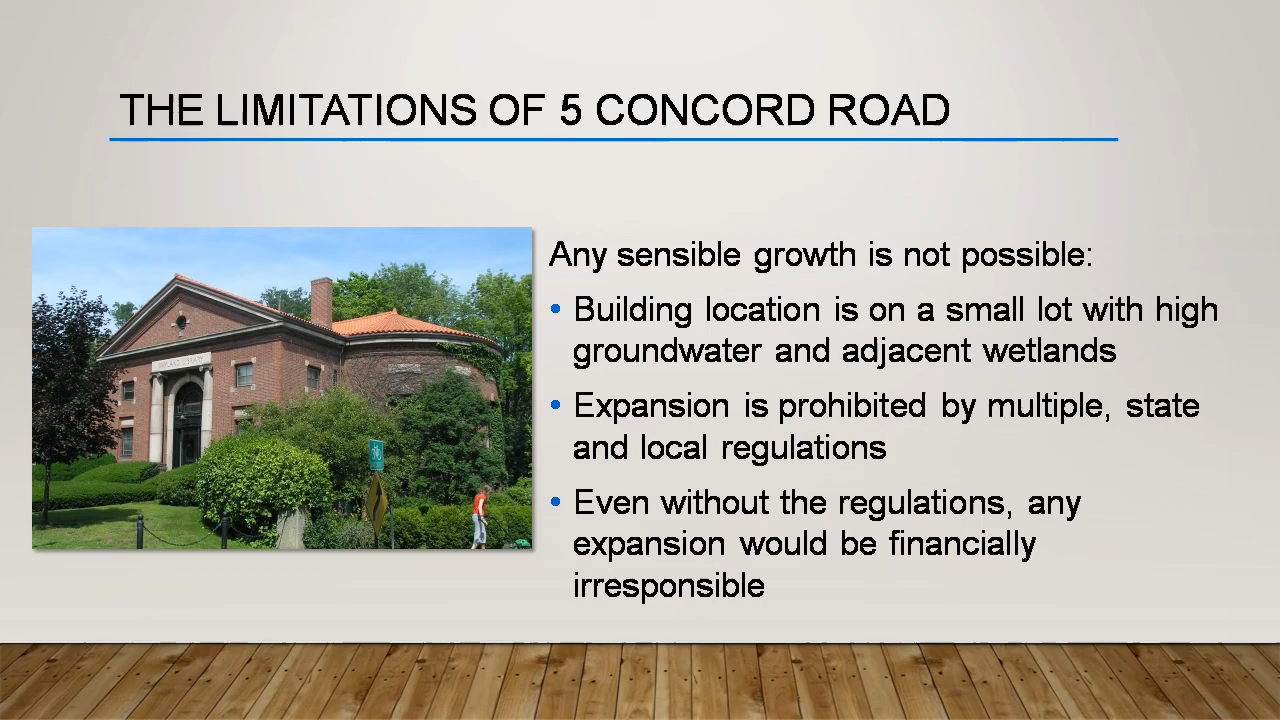 THE LIMITATIONS OF 5 CONCORD ROAD
Any sensible growth is not possible:
• Building location is on a small lot with high
groundwater and adjacent wetlands
• Expansion is prohibited by multiple, state
and local regulations
• Even without the regulations, any
expansion would be financially
irresponsible